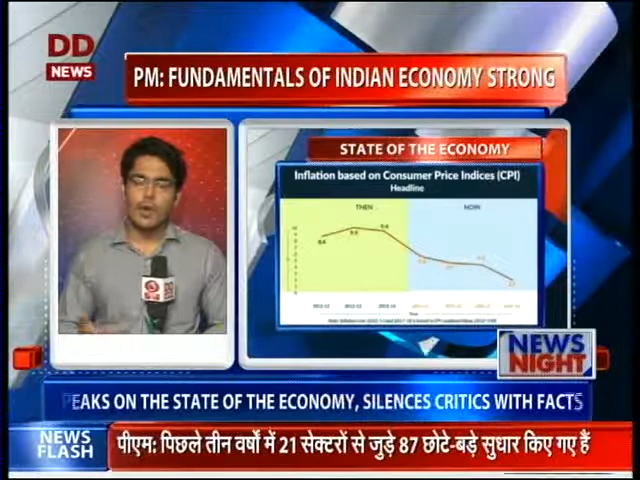 DD
NEWS
PM: FUNDAMENTALS OF INDIAN ECONOMY STRONG
STATE OF THE ECONOMY
Inflation based on Consumer Price Indices (CPI)
Headline
THEN
NOW
NEWS
NIGHT
PEAKS ON THE STATE OF THE ECONOMY, SILENCES CRITICS WITH FACTS
NEWS
FLASH
पीएम: पिछले तीन वर्षों में 21 सेक्टरों से जुड़े 87 छोटे-बड़े सुधार किए गए हैं